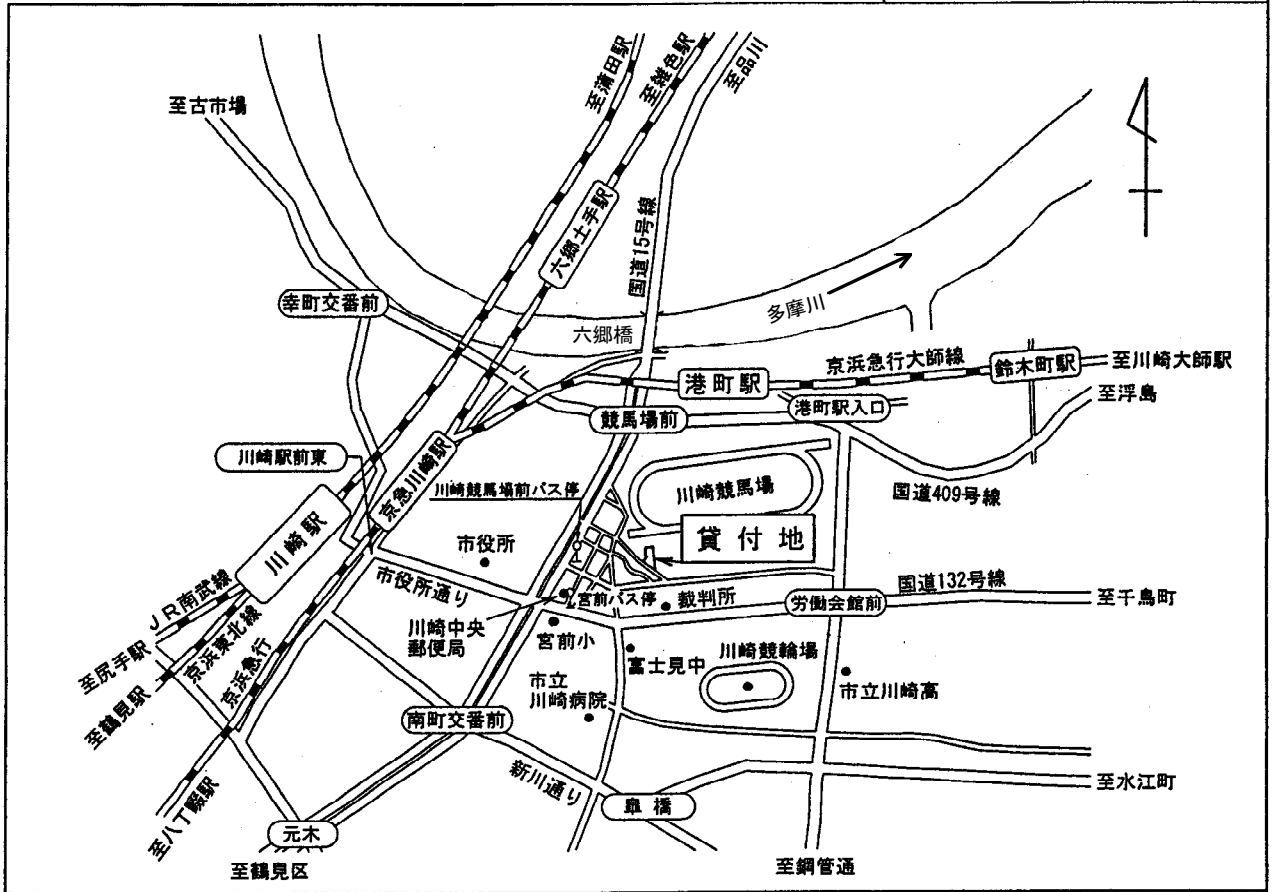 至蒲田駅
至雑色駅
至品川
至古市場
六郷土手駅
国道15号線
幸町交番前
多摩川
六郷橋
京浜急行大師線
鈴木町駅
至川崎大師駅
港町駅
至浮島
港町駅入口
競馬場前
川崎駅前東
京急川崎駅
川崎競馬場前バス停
川崎競馬場
国道409号線
川崎駅
市役所
貸付地
市役所通り
国道132号線
JR南武線
宮前バス停
裁判所
労働会館前
至千鳥町
川崎中央
郵便局
宮前小
京浜東北線
至尻手駅
富士見中
川崎競輪場
京浜急行
市立
川崎病院
市立川崎高
至鶴見駅
南町交番前
新川通り
至水江町
至八丁畷駅
元木
至鶴見区
至鋼管通